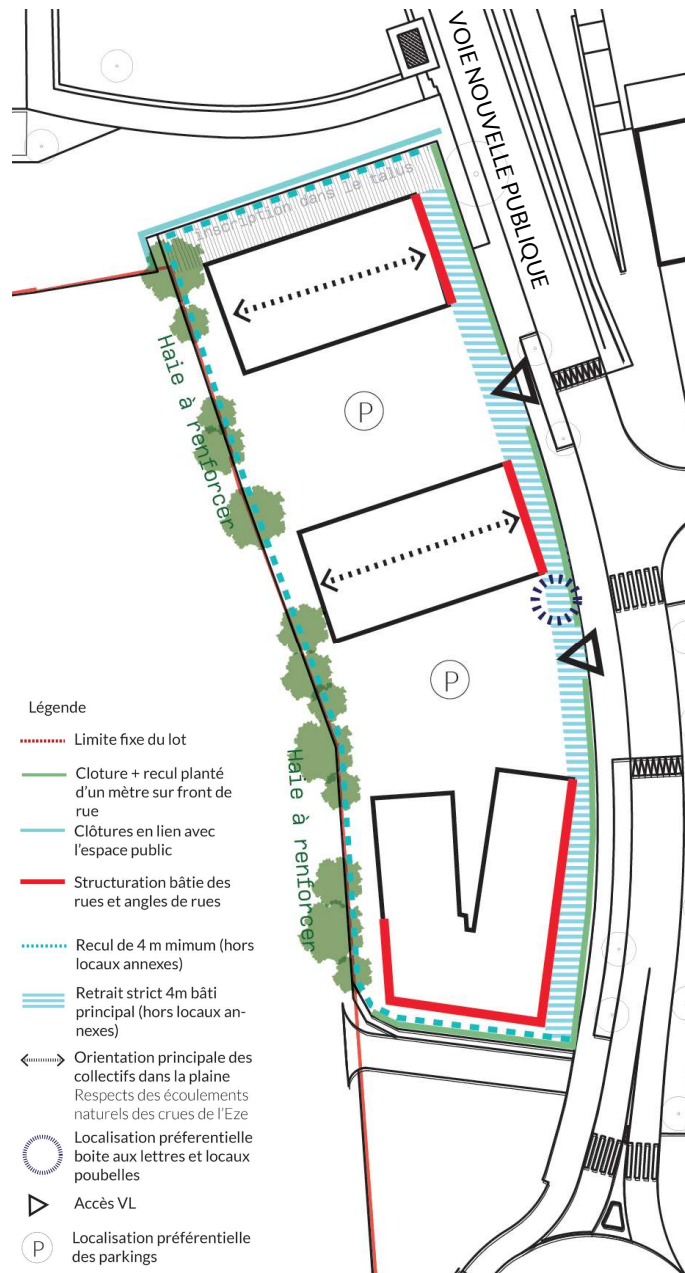 VOIE NOUVELLE PUBLIQUE
inscription dans le talus
Haie à renforcer
P
P
Haie à renforcer
Légende
Limite fixe du lot
Cloture + recul planté
d'un mètre sur front de
rue
Clôtures en lien avec
l'espace public
Structuration bâtie des
rues et angles de rues
Recul de 4 m mimum (hors
locaux annexes)
Retrait strict 4m bâti
principal (hors locaux an-
nexes)
Orientation principale des
collectifs dans la plaine
Respects des écoulements
naturels des crues de l'Eze
Localisation préferentielle
boite aux lettres et locaux
poubelles
Accès VL
P
Localisation préférentielle
des parkings